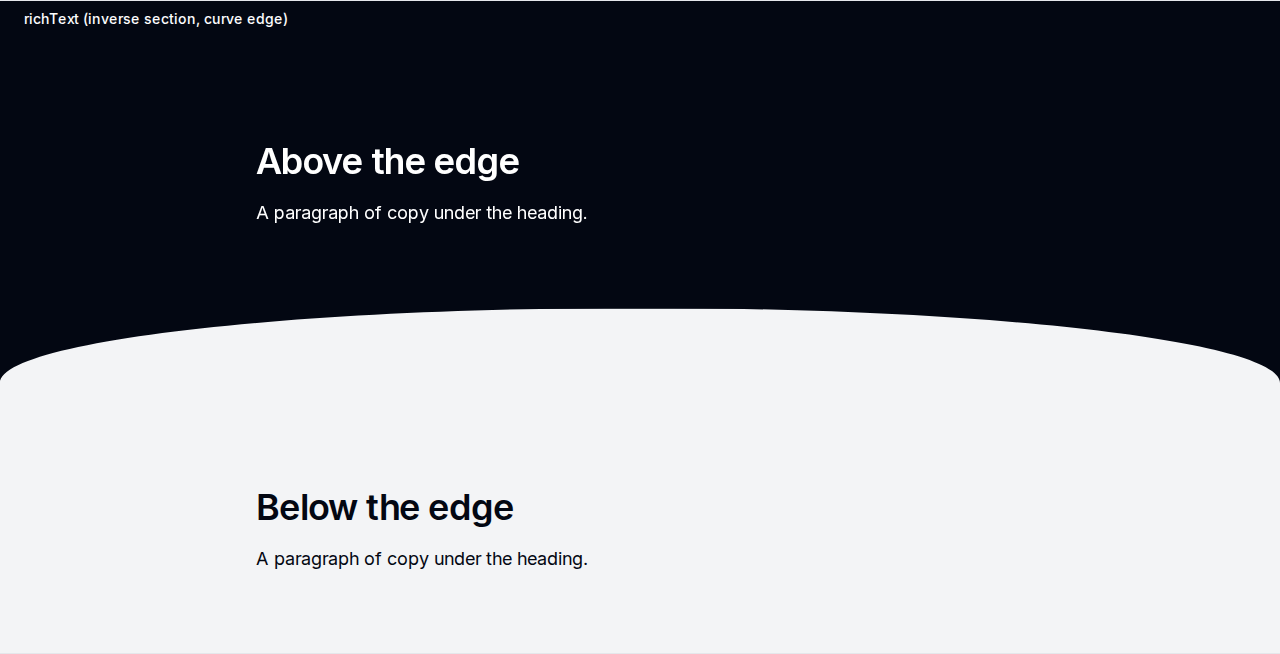 richText (inverse section, curve edge)
Above the edge
A paragraph of copy under the heading.
Below the edge
A paragraph of copy under the heading.